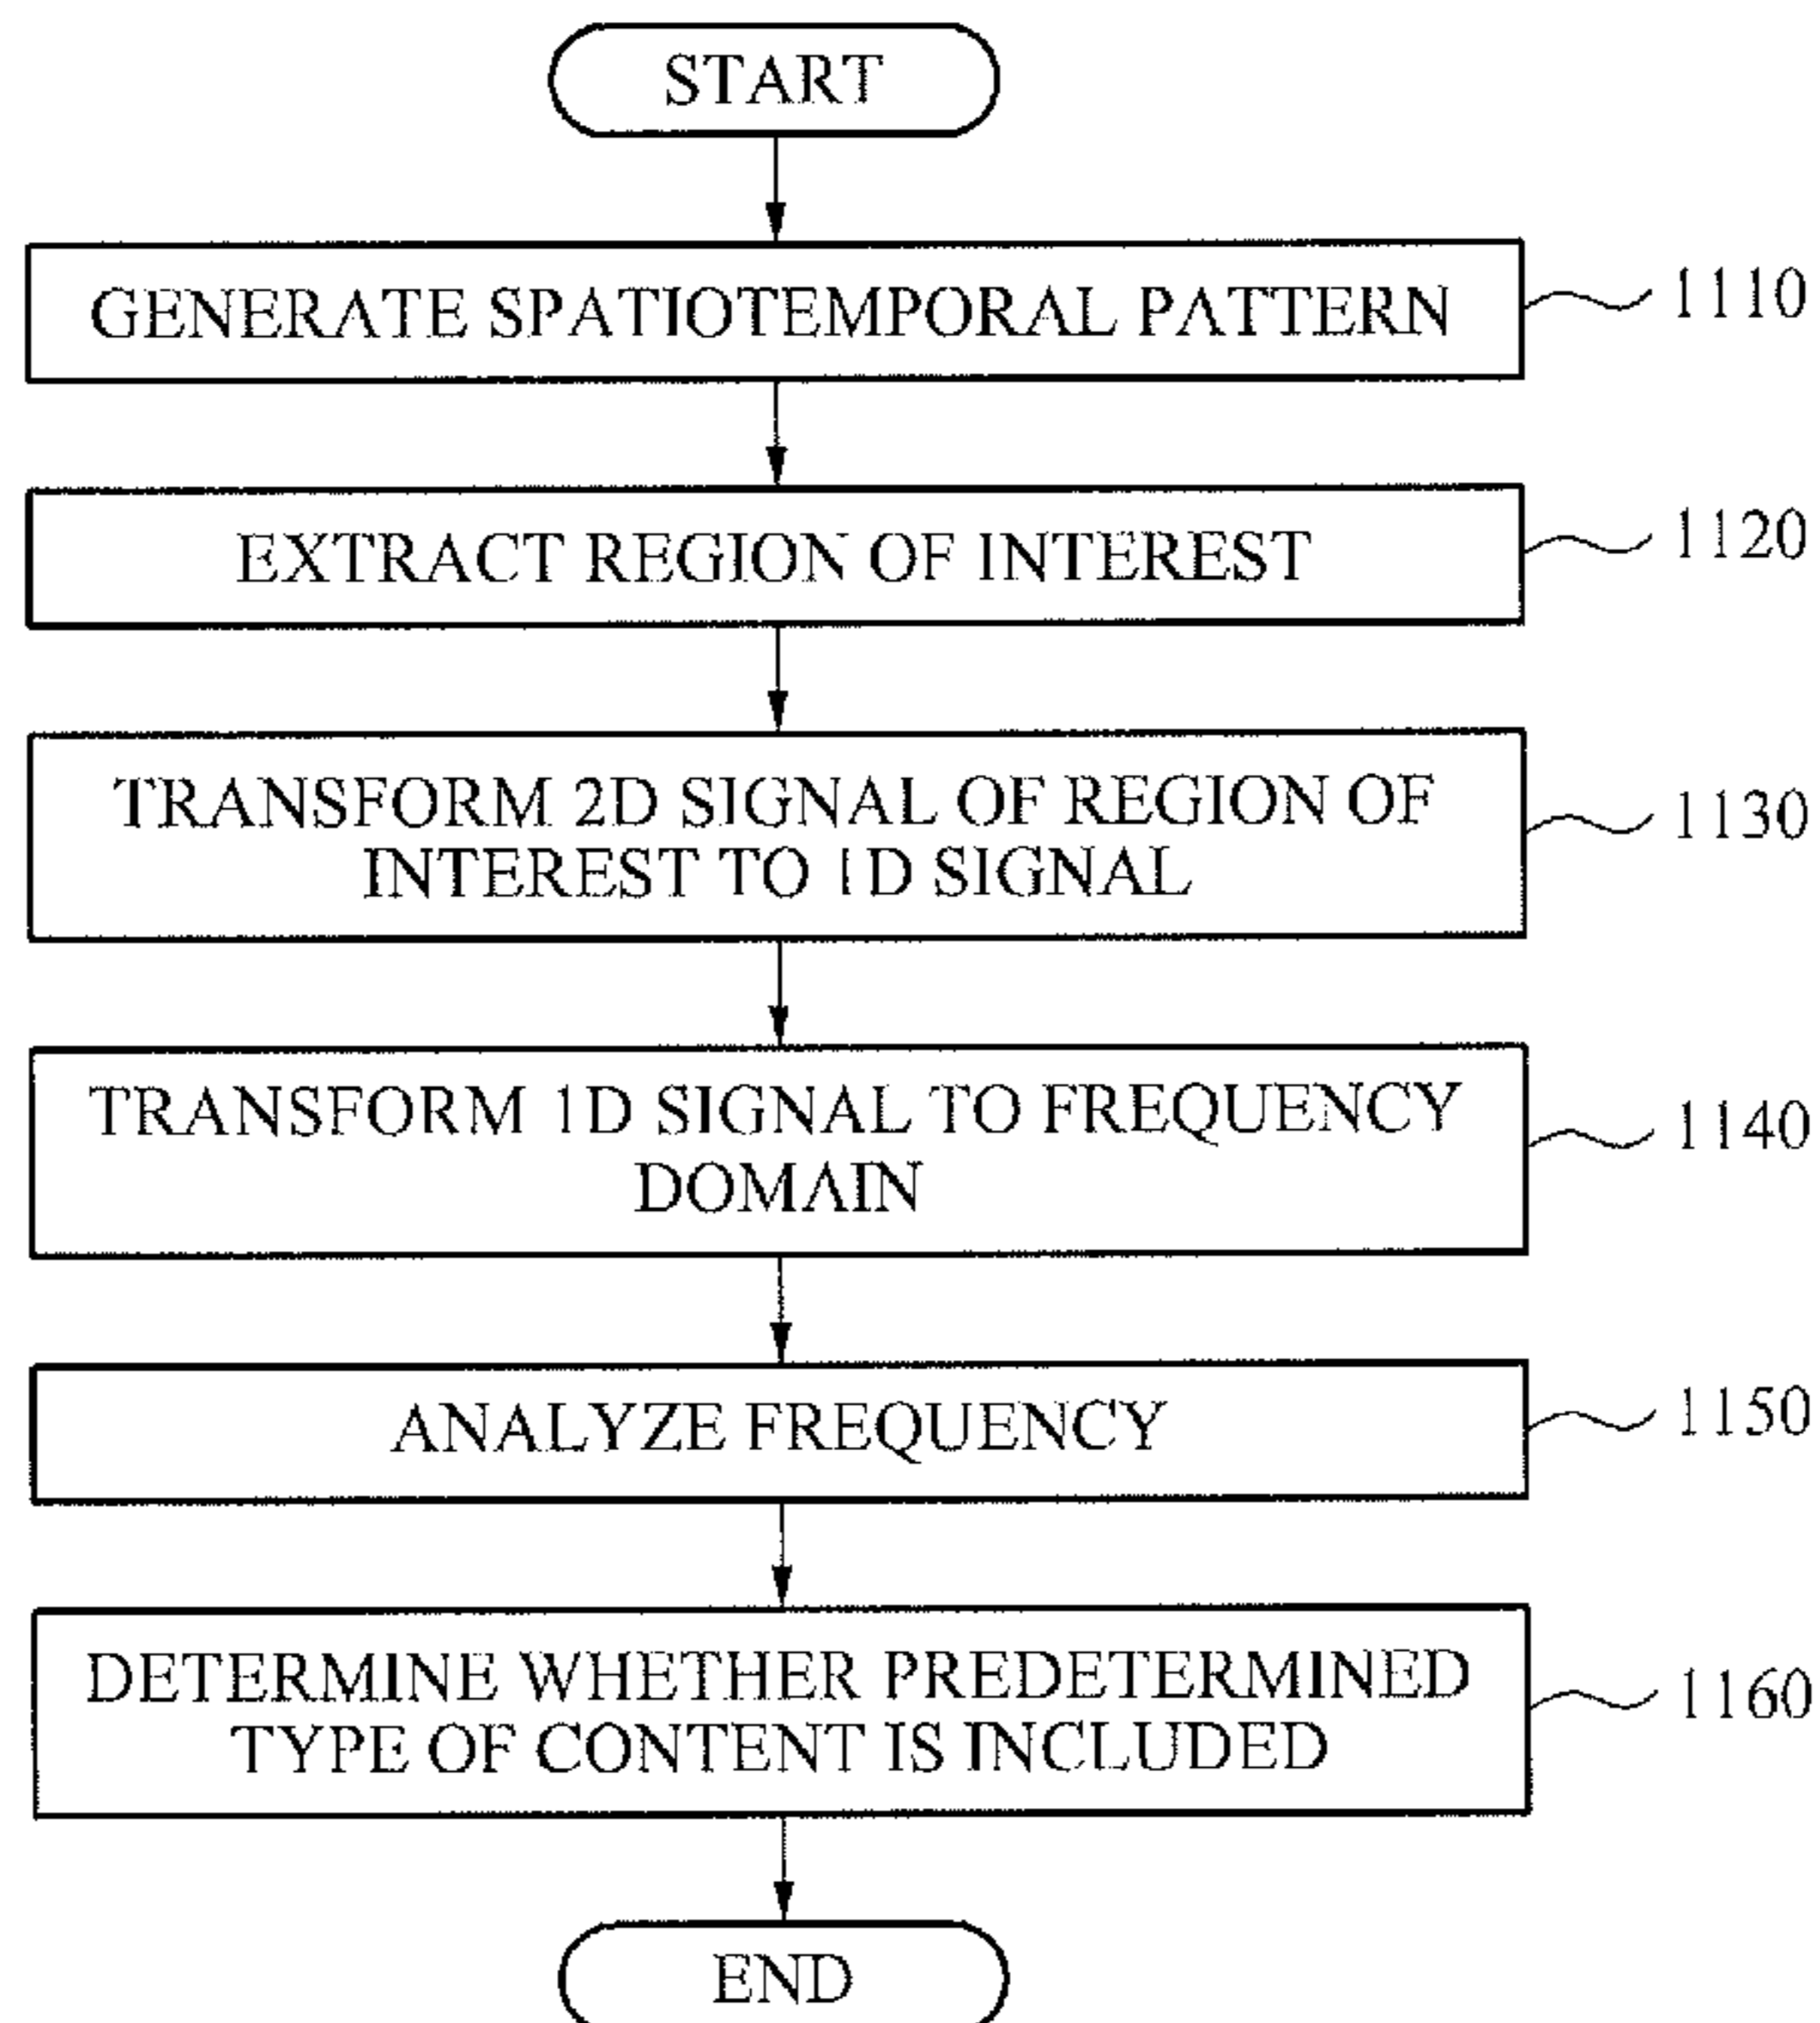 START
GENERATE SPATIOTEMPORAL PATTERN
1110
EXTRACT REGION OF INTEREST
1120
TRANSFORM 2D SIGNAL OF REGION OF
INTEREST TO 1D SIGNAL
1130
TRANSFORM 1D SIGNAL TO FREQUENCY
DOMAIN
1140
ANALYZE FREQUENCY
1150
DETERMINE WHETHER PREDETERMINED
TYPE OF CONTENT IS INCLUDED
1160
END